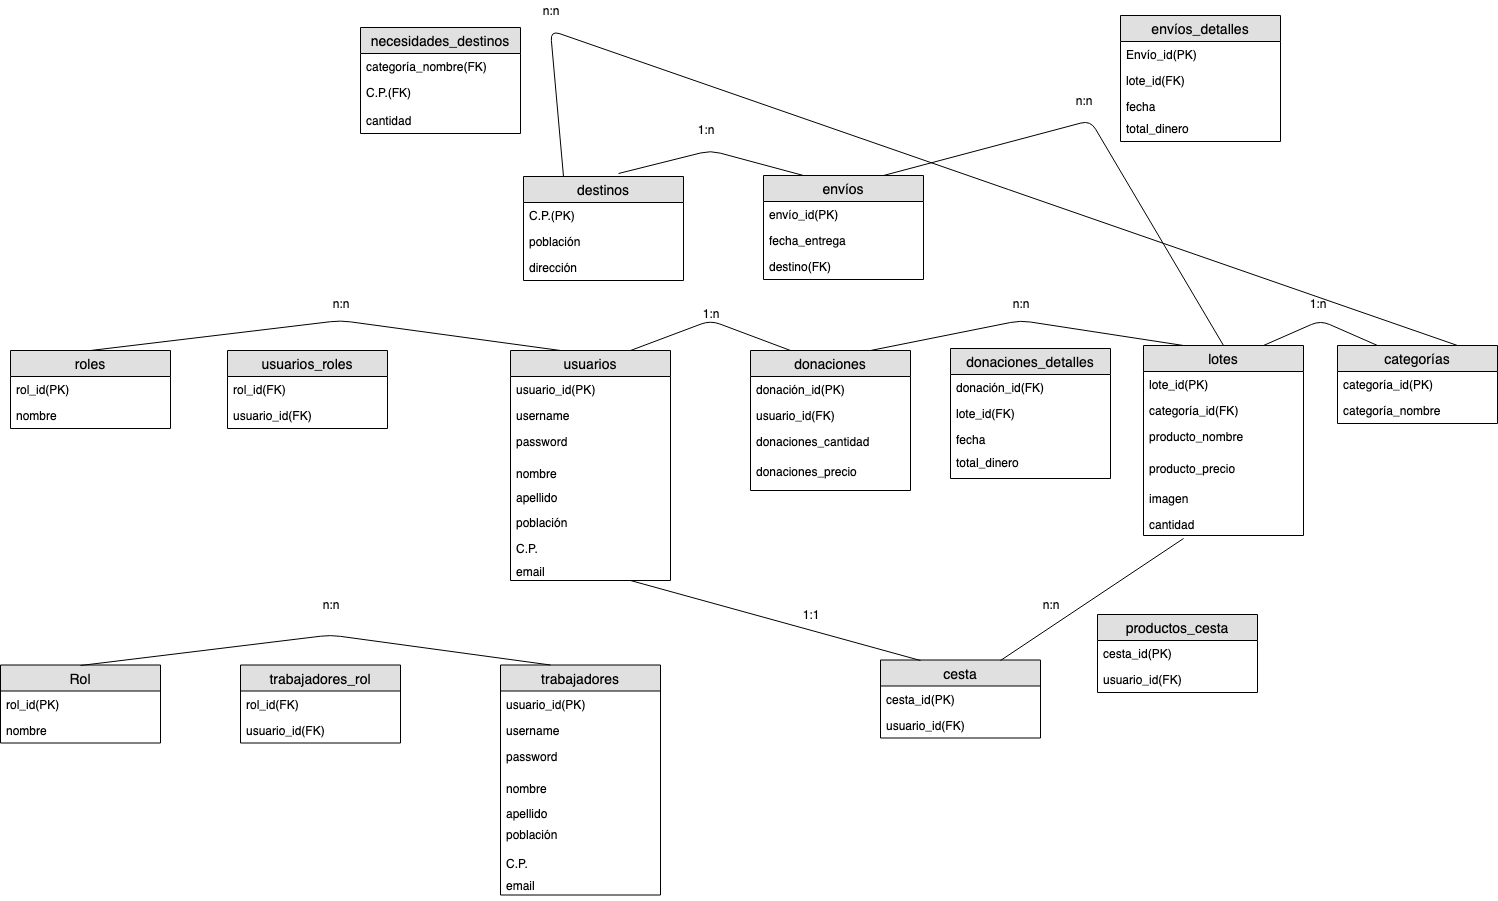 n:n
necesidades_destinos
categoría_nombre(FK)
C.P.(FK)
cantidad
envíos_detalles
Envío_id(PK)
lote_id(FK)
fecha
total_dinero
n:n
1:n
destinos
C.P.(PK)
población
dirección
envíos
envío_id(PK)
fecha_entrega
destino(FK)
n:n
1:n
n:n
1:n
roles
rol_id(PK)
nombre
usuarios_roles
rol_id(FK)
usuario_id(FK)
usuarios
usuario_id(PK)
username
password
nombre
apellido
población
C.P.
email
donaciones
donación_id(PK)
usuario_id(FK)
donaciones_cantidad
donaciones_precio
donaciones_detalles
donación_id(FK)
lote_id(FK)
fecha
total_dinero
lotes
lote_id(PK)
categoría_id(FK)
producto_nombre
producto_precio
imagen
cantidad
categorías
categoría_id(PK)
categoría_nombre
n:n
1:1
n:n
Rol
rol_id(PK)
nombre
trabajadores_rol
rol_id(FK)
usuario_id(FK)
trabajadores
usuario_id(PK)
username
password
nombre
apellido
población
C.P.
email
cesta
cesta_id(PK)
usuario_id(FK)
productos_cesta
cesta_id(PK)
usuario_id(FK)